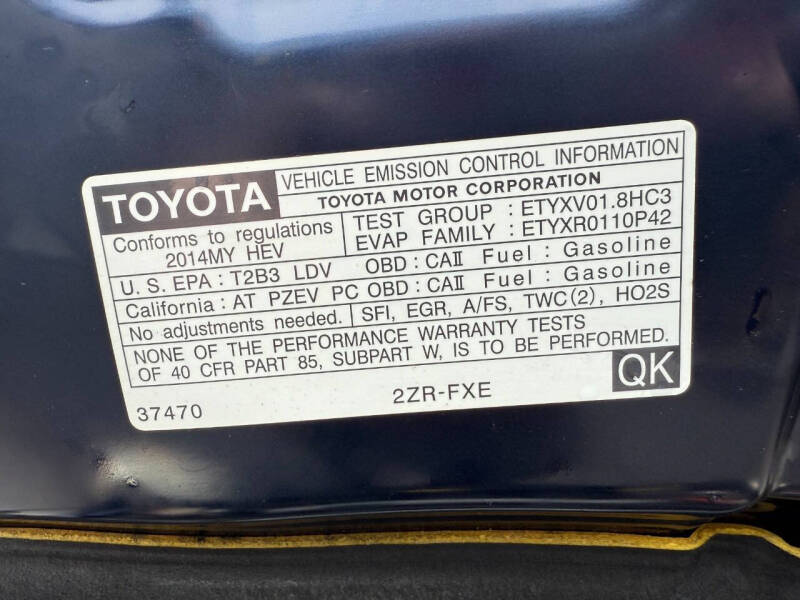 TOYOTA VEHICLE EMISSION CONTROL INFORMATION
TOYOTA MOTOR CORPORATION
Conforms to regulations
2014MY HEV
TEST GROUP : ETYXV01.8HC3
EVAP FAMILY : ETYXR0110P42
U.S. EPA : T2B3 LDV OBD : CAII Fuel : Gasoline
California : AT PZEV PC OBD : CAII Fuel : Gasoline
No adjustments needed. SFI, EGR, A/FS, TWC(2), HO2S
NONE OF THE PERFORMANCE WARRANTY TESTS
OF 40 CFR PART 85, SUBPART W, IS TO BE PERFORMED.
37470 2ZR-FXE QK